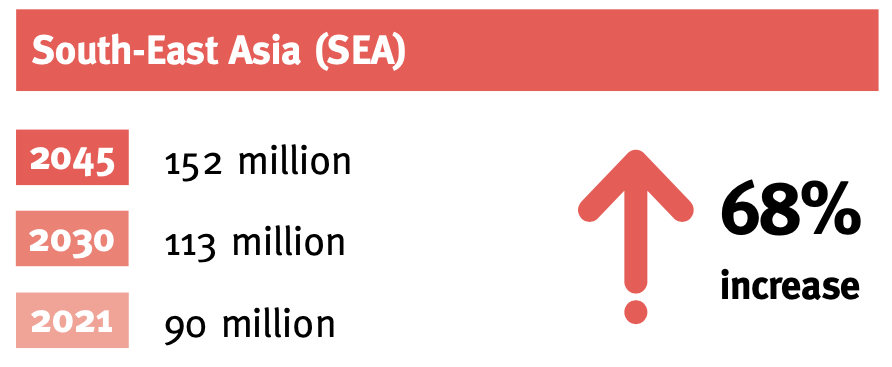 South-East Asia (SEA)
2045 152 million
2030 113 million
2021 90 million
68%
increase